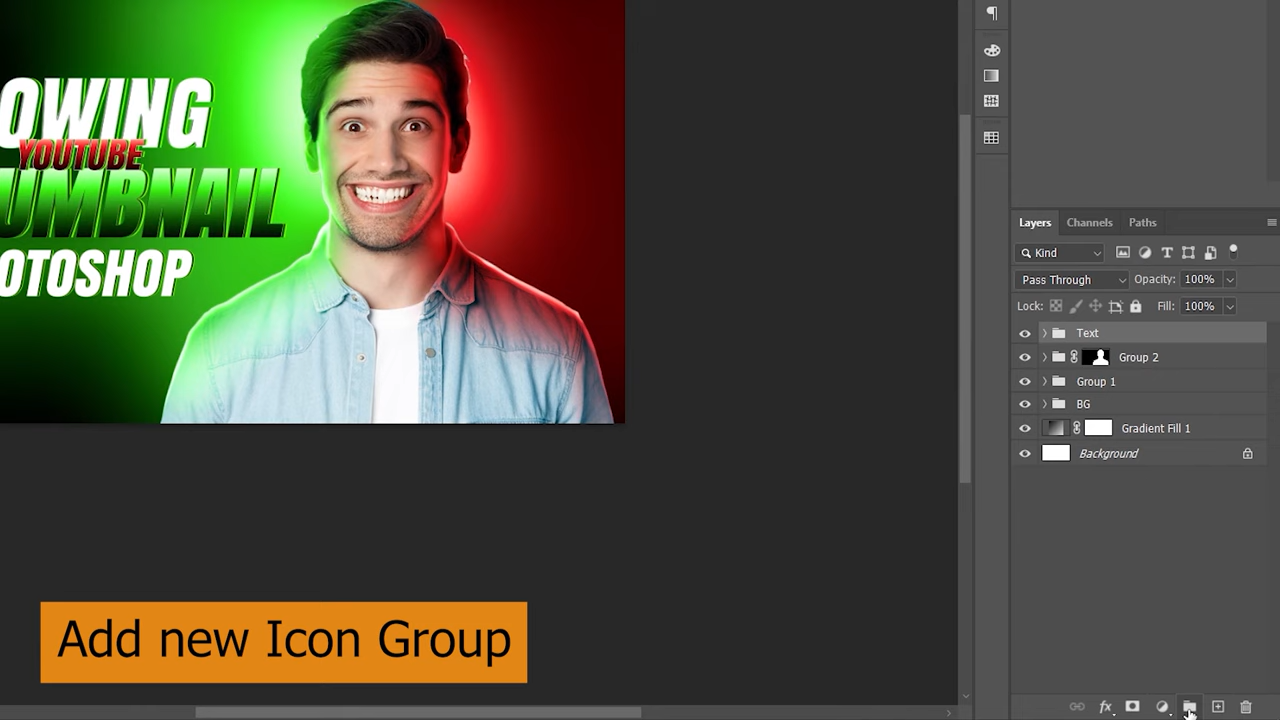 OWING
YOUTUBE
UMBNAIL
OTOSHOP
Layers Channels Paths
Kind
Pass Through Opacity: 100%
Lock: Fill: 100%
Text
Group 2
Group 1
BG
Gradient Fill 1
Background
Add new Icon Group
fx